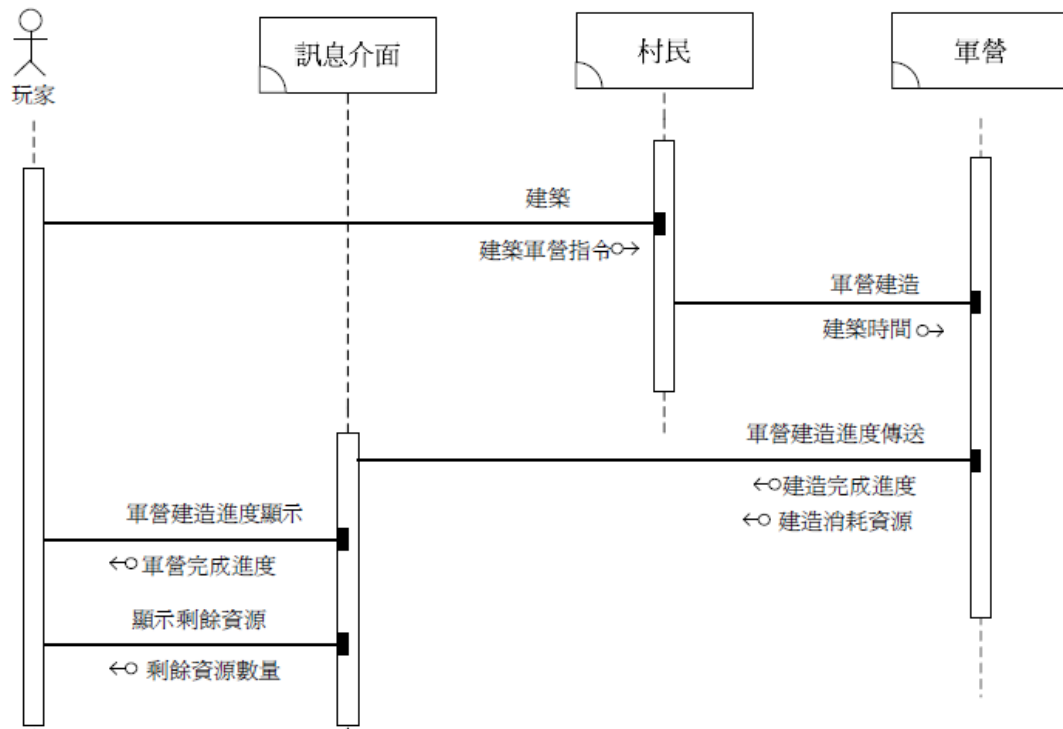 玩家
訊息介面
村民
軍營
建築
建築軍營指令
軍營建造
建築時間
軍營建造進度傳送
建造完成進度
建造消耗資源
軍營建造進度顯示
軍營完成進度
顯示剩餘資源
剩餘資源數量